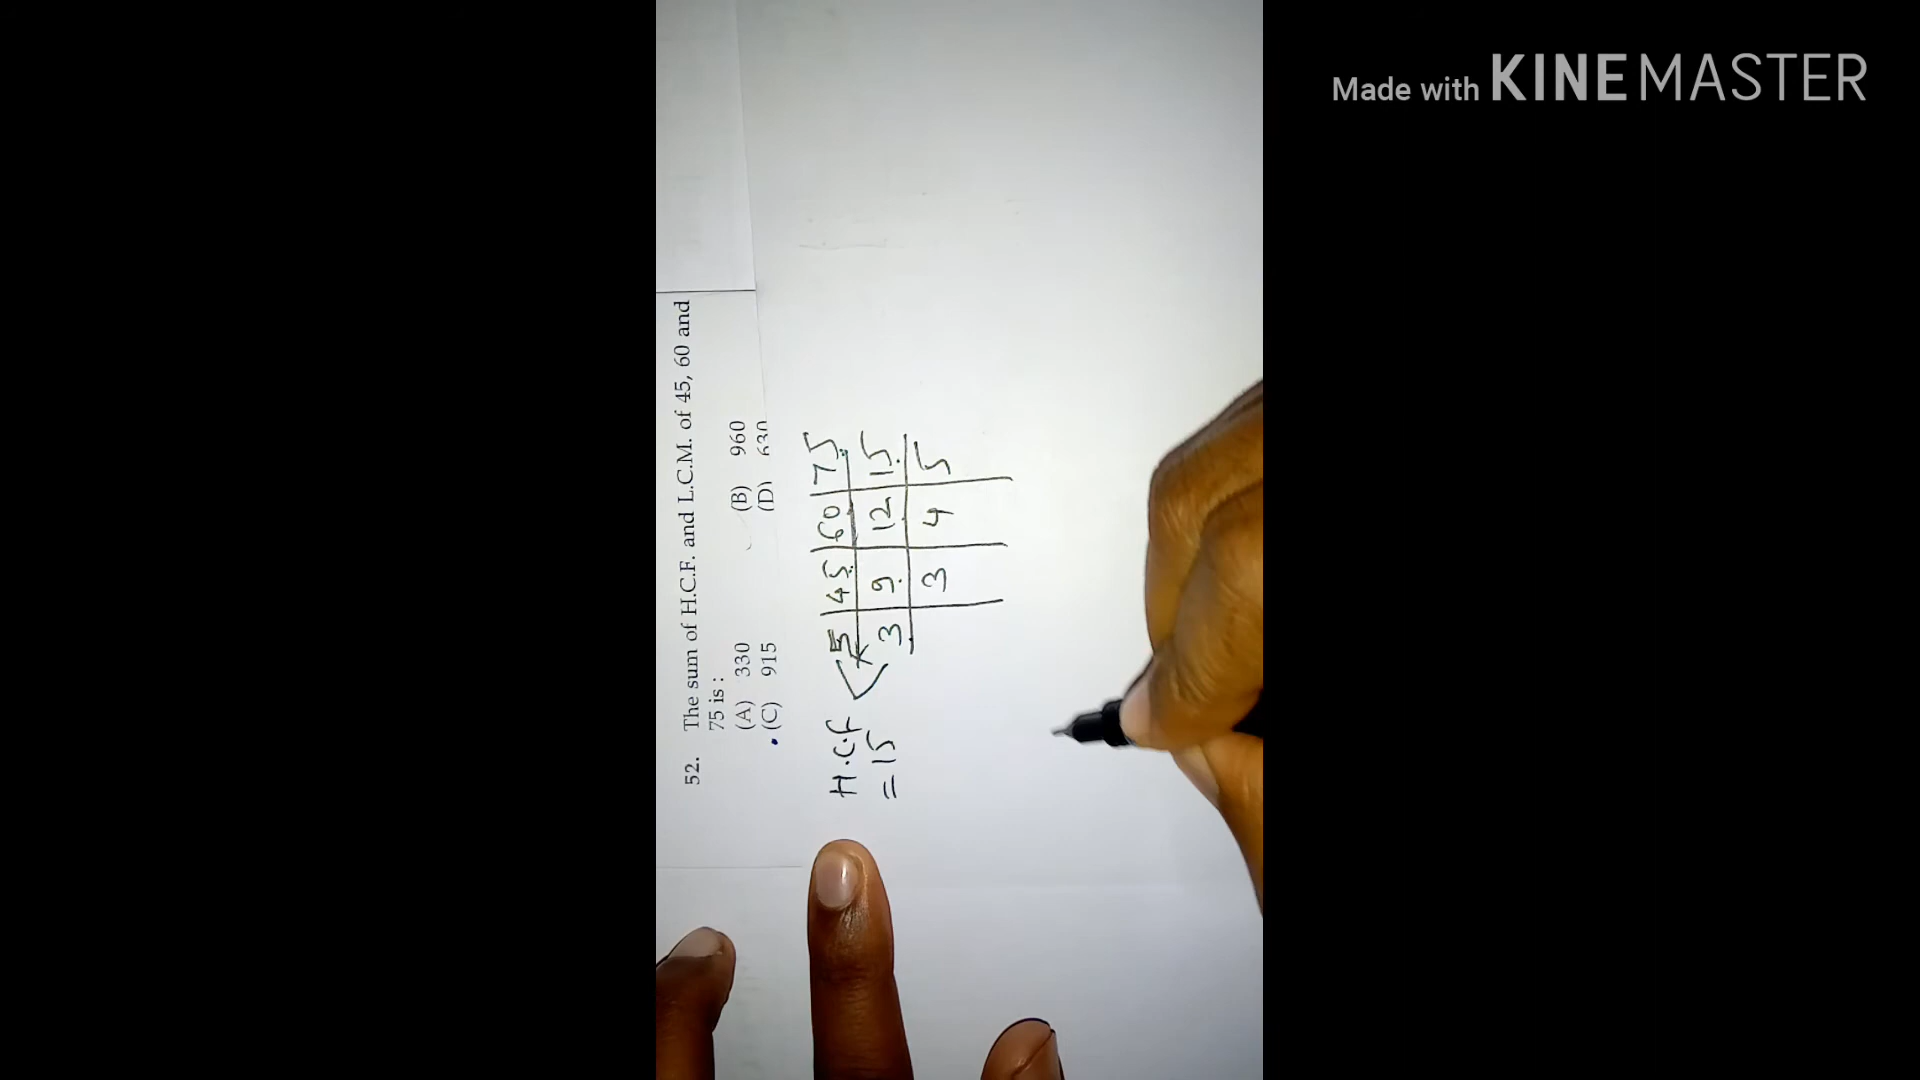 Made with KINEMASTER
52. The sum of H.C.F. and L.C.M. of 45, 60 and
75 is :
(A) 330 (B) 960
(C) 915 (D) 630
H.C.F 5 45 60 75
= 15 3 9 12 15
3 4 5